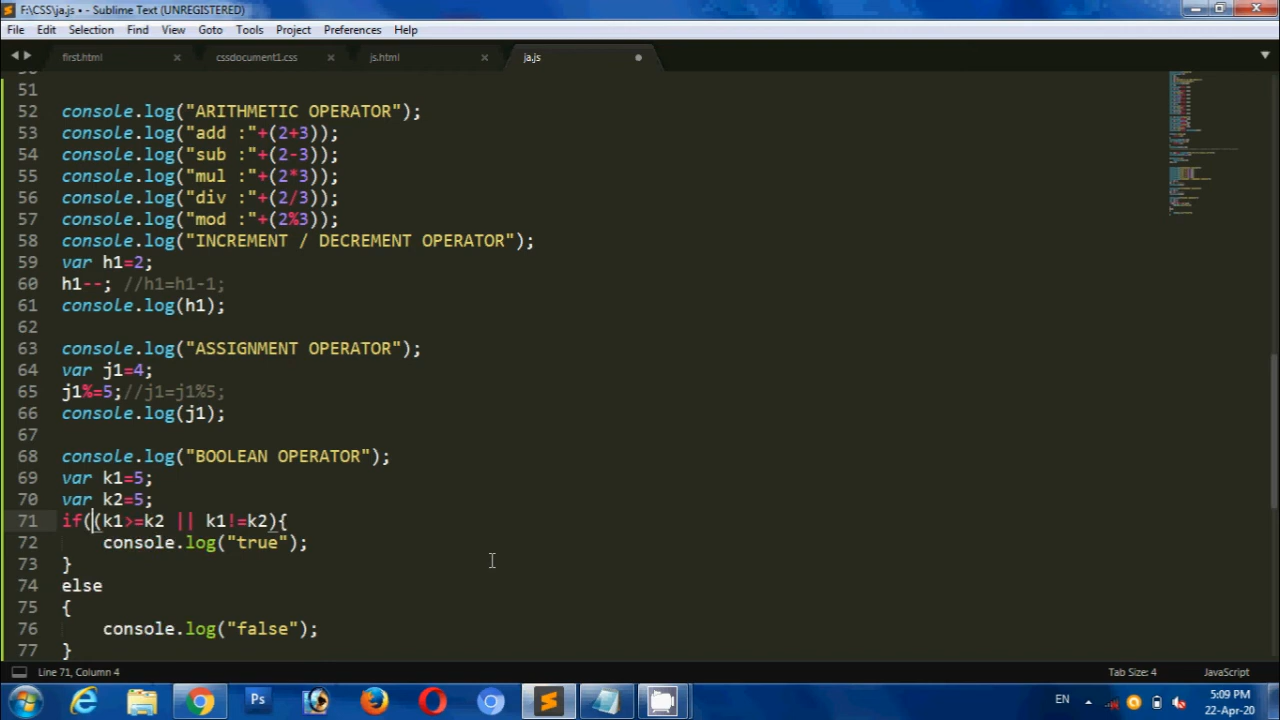 F:\CSS\ja.js • - Sublime Text (UNREGISTERED)
File Edit Selection Find View Goto Tools Project Preferences Help
first.html cssdocument1.css js.html ja.js
51
52 console.log("ARITHMETIC OPERATOR");
53 console.log("add :"+(2+3));
54 console.log("sub :"+(2-3));
55 console.log("mul :"+(2*3));
56 console.log("div :"+(2/3));
57 console.log("mod :"+(2%3));
58 console.log("INCREMENT / DECREMENT OPERATOR");
59 var h1=2;
60 h1--; //h1=h1-1;
61 console.log(h1);
62
63 console.log("ASSIGNMENT OPERATOR");
64 var j1=4;
65 j1%=5;//j1=j1%5;
66 console.log(j1);
67
68 console.log("BOOLEAN OPERATOR");
69 var k1=5;
70 var k2=5;
71 if((k1>=k2 || k1!=k2){
72 console.log("true");
73 }
74 else
75 {
76 console.log("false");
77 }
Line 71, Column 4 Tab Size: 4 JavaScript
Ps EN 5:09 PM
22-Apr-20